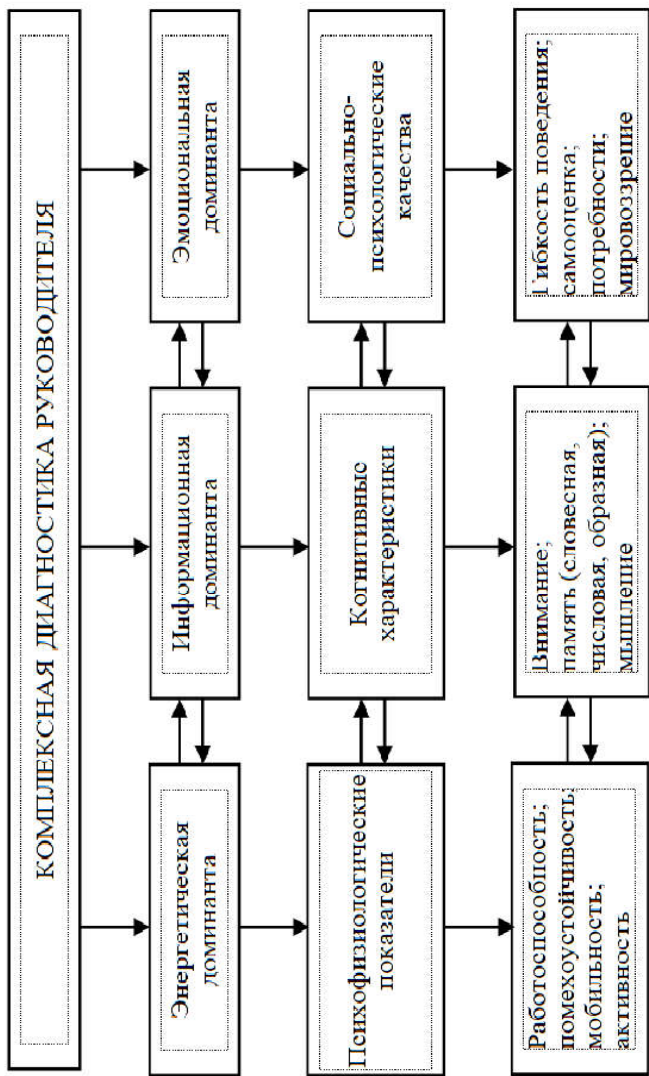 КОМПЛЕКСНАЯ ДИАГНОСТИКА РУКОВОДИТЕЛЯ
Энергетическая
доминанта
Информационная
доминанта
Эмоциональная
доминанта
Психофизиологические
показатели
Когнитивные
характеристики
Социально-
психологические
качества
Работоспособность;
помехоустойчивость;
мобильность;
активность
Внимание;
память (словесная,
числовая, образная);
мышление
Гибкость поведения;
самооценка;
потребности;
мировоззрение